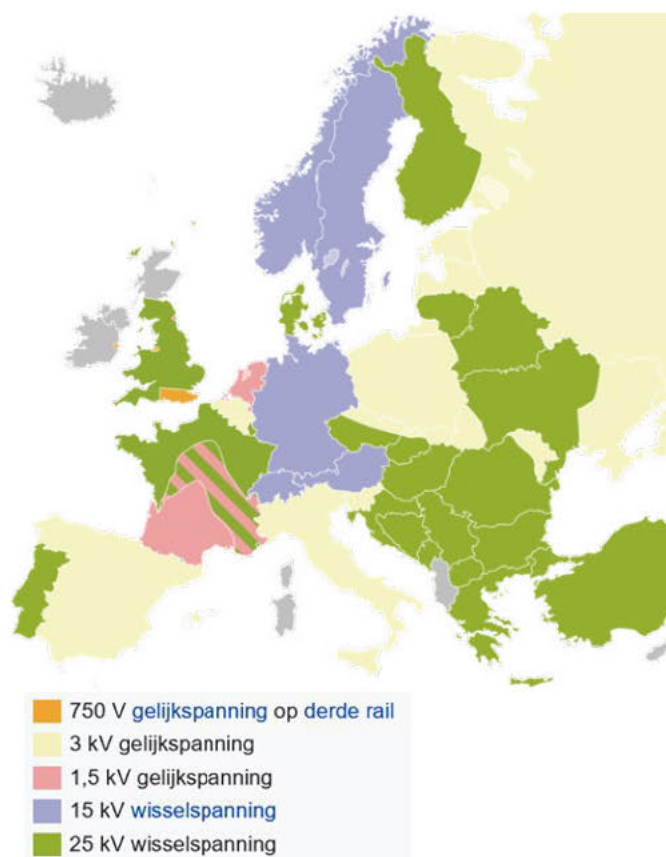 750 V gelijkspanning op derde rail
3 kV gelijkspanning
1,5 kV gelijkspanning
15 kV wisselspanning
25 kV wisselspanning